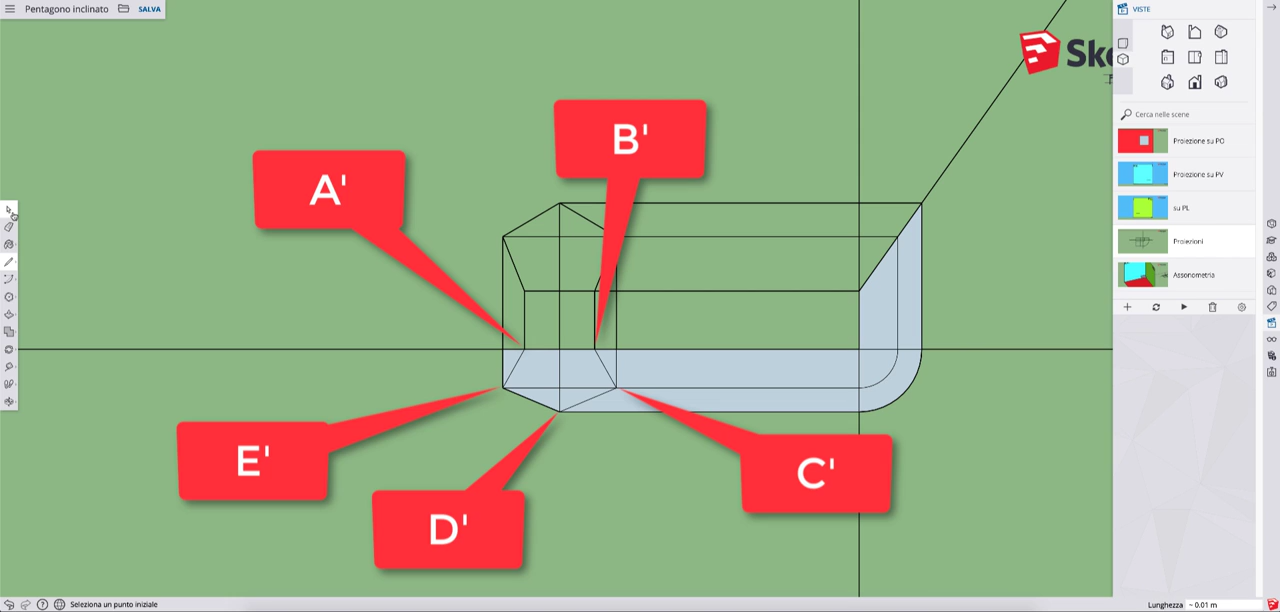 Pentagono inclinato
SALVA
VISTE
Ske
Cerca nelle scene
Proiezione su PO
Proiezione su PV
su PL
Proiezioni
Assonometria
A'
B'
E'
D'
C'
Seleziona un punto iniziale
Lunghezza ~ 0.01 m